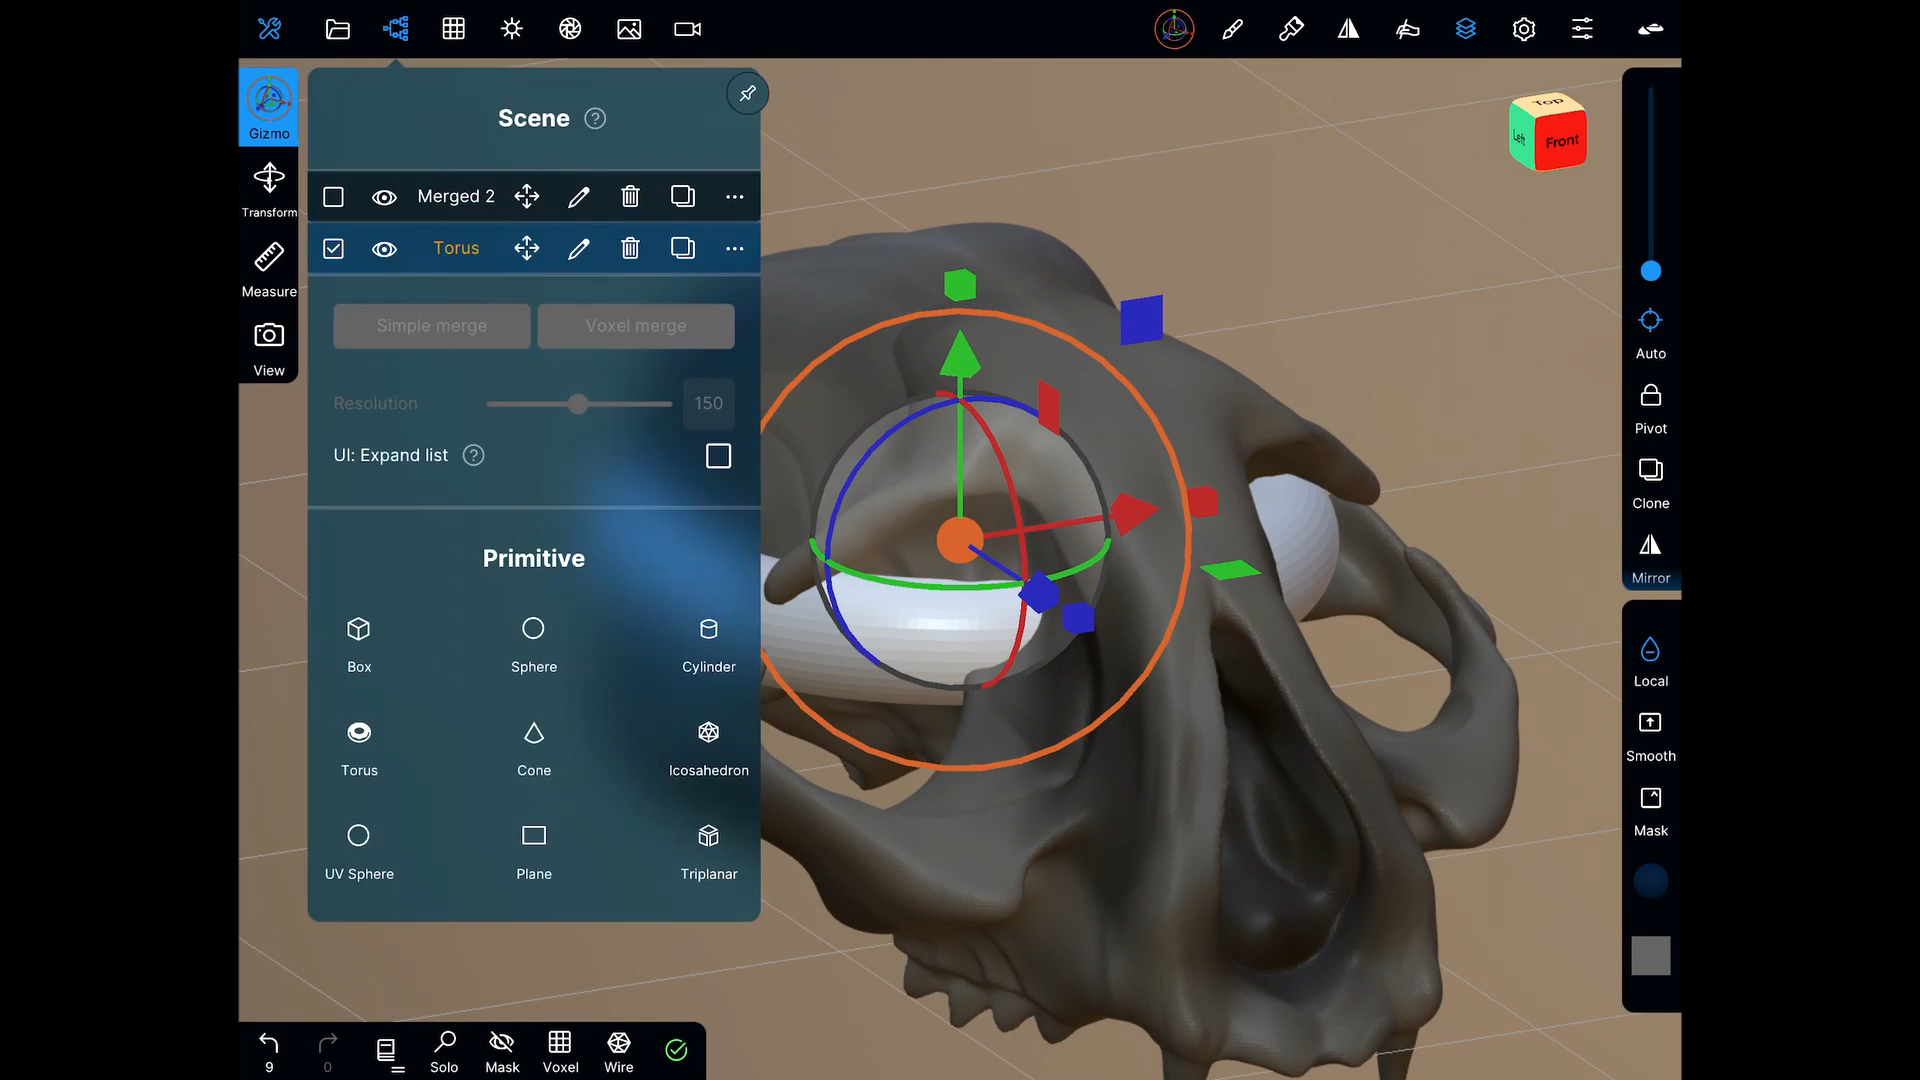 Gizmo
Transform
Measure
View
Scene ?
Merged 2 ...
Torus ...
Simple merge Voxel merge
Resolution 150
UI: Expand list ?
Primitive
Box Sphere Cylinder
Torus Cone Icosahedron
UV Sphere Plane Triplanar
9 0 Solo Mask Voxel Wire
Top
Left Front
Auto
Pivot
Clone
Mirror
Local
Smooth
Mask